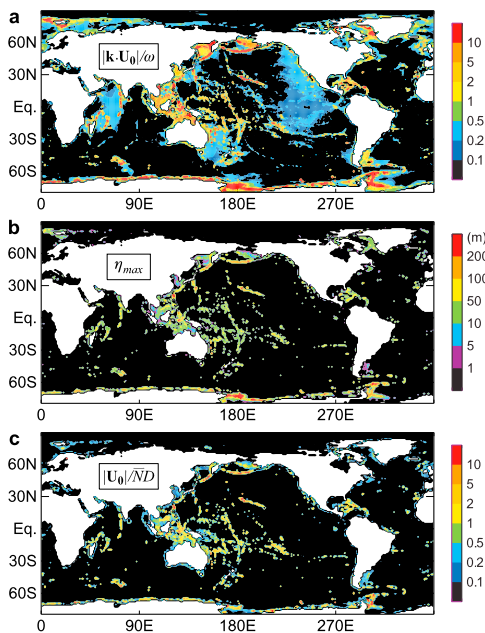 a
60N
30N
Eq.
30S
60S
|k·U₀|/ω
10
5
2
1
0.5
0.2
0.1
0 90E 180E 270E
b
60N
30N
Eq.
30S
60S
ηmax
(m)
200
100
50
10
5
1
0 90E 180E 270E
c
60N
30N
Eq.
30S
60S
|U₀|/N̅D
10
5
2
1
0.5
0.2
0.1
0 90E 180E 270E